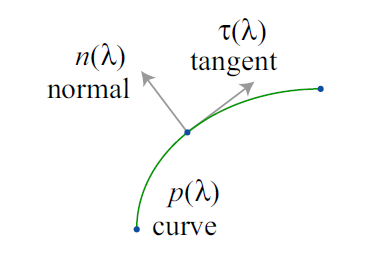 τ(λ)
tangent
n(λ)
normal
p(λ)
curve